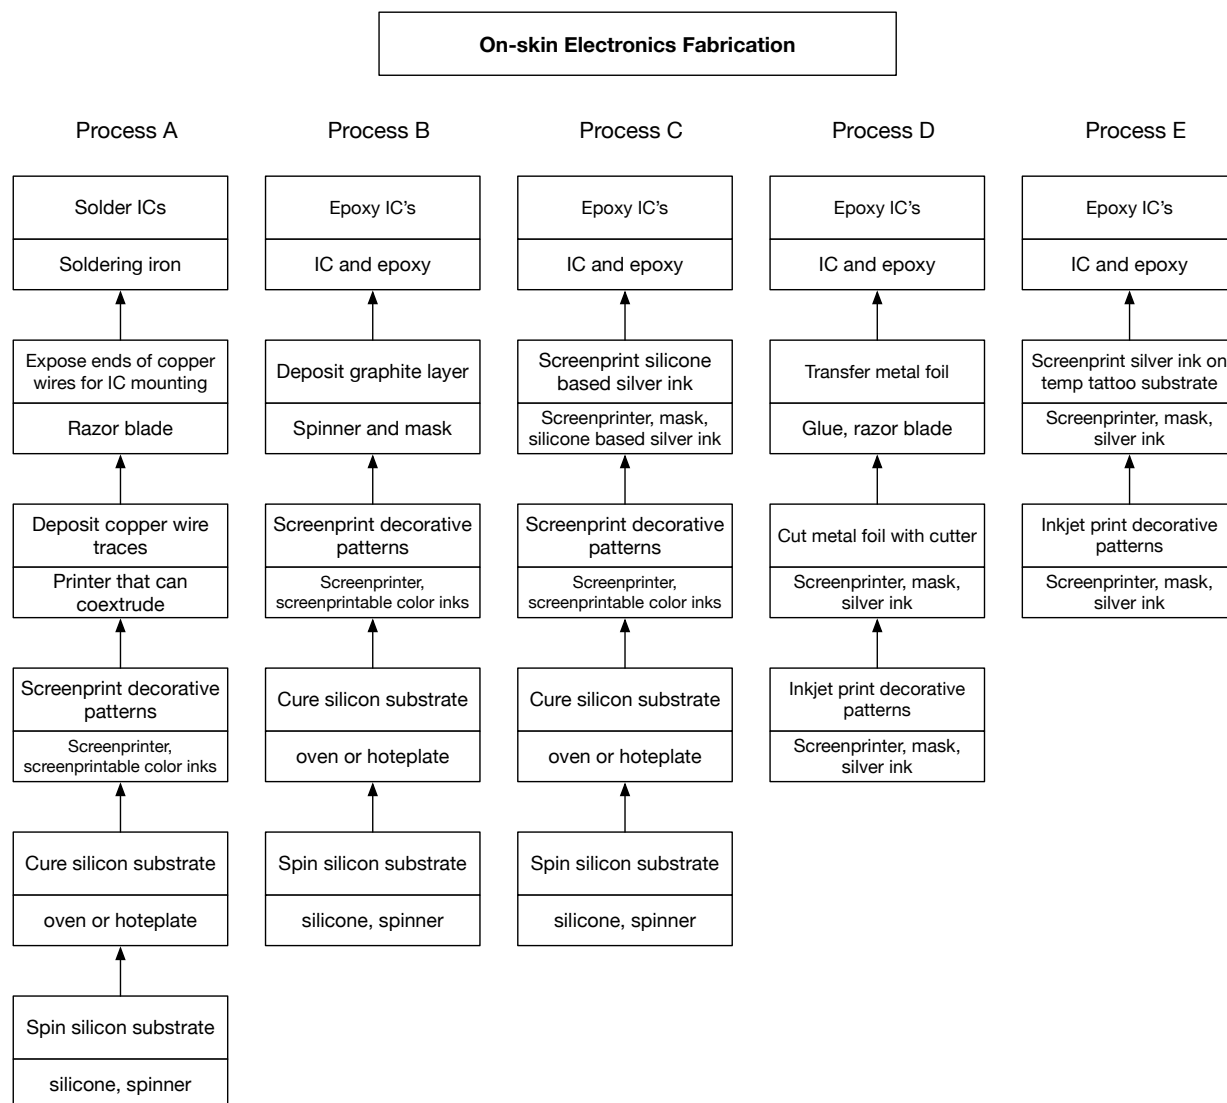 On-skin Electronics Fabrication
Process A
Process B
Process C
Process D
Process E
Solder ICs
Soldering iron
Expose ends of copper
wires for IC mounting
Razor blade
Deposit copper wire
traces
Printer that can
coextrude
Screenprint decorative
patterns
Screenprinter,
screenprintable color inks
Cure silicon substrate
oven or hoteplate
Spin silicon substrate
silicone, spinner
Epoxy IC's
IC and epoxy
Deposit graphite layer
Spinner and mask
Screenprint decorative
patterns
Screenprinter,
screenprintable color inks
Cure silicon substrate
oven or hoteplate
Spin silicon substrate
silicone, spinner
Epoxy IC's
IC and epoxy
Screenprint silicone
based silver ink
Screenprinter, mask,
silicone based silver ink
Screenprint decorative
patterns
Screenprinter,
screenprintable color inks
Cure silicon substrate
oven or hoteplate
Spin silicon substrate
silicone, spinner
Epoxy IC's
IC and epoxy
Transfer metal foil
Glue, razor blade
Cut metal foil with cutter
Screenprinter, mask,
silver ink
Inkjet print decorative
patterns
Screenprinter, mask,
silver ink
Epoxy IC's
IC and epoxy
Screenprint silver ink on
temp tattoo substrate
Screenprinter, mask,
silver ink
Inkjet print decorative
patterns
Screenprinter, mask,
silver ink